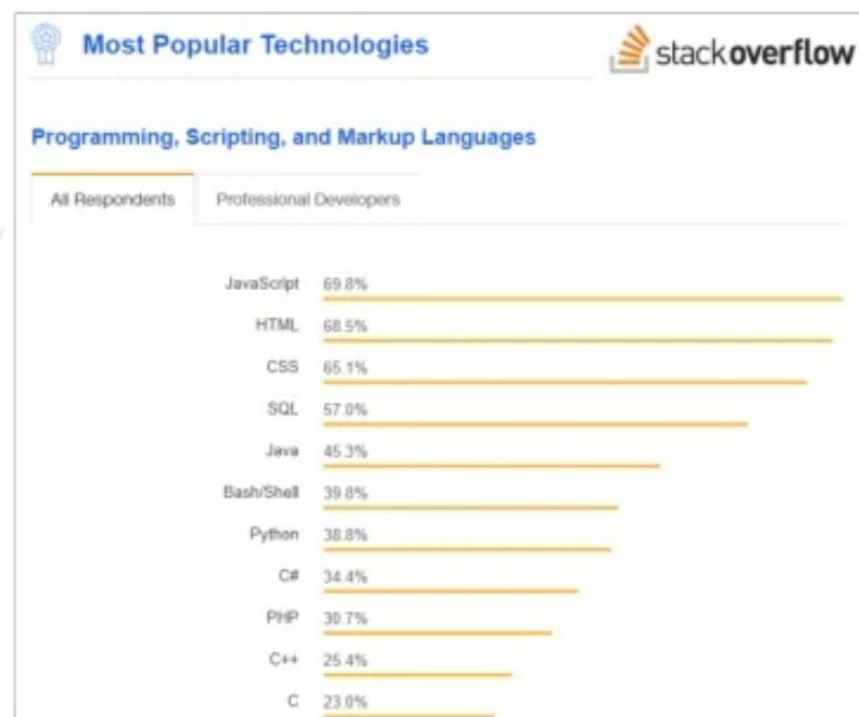 Most Popular Technologies
stackoverflow
Programming, Scripting, and Markup Languages
All Respondents Professional Developers
JavaScript 69.8%
HTML 68.5%
CSS 65.1%
SQL 57.0%
Java 45.3%
Bash/Shell 39.8%
Python 38.8%
C# 34.4%
PHP 30.7%
C++ 25.4%
C 23.0%